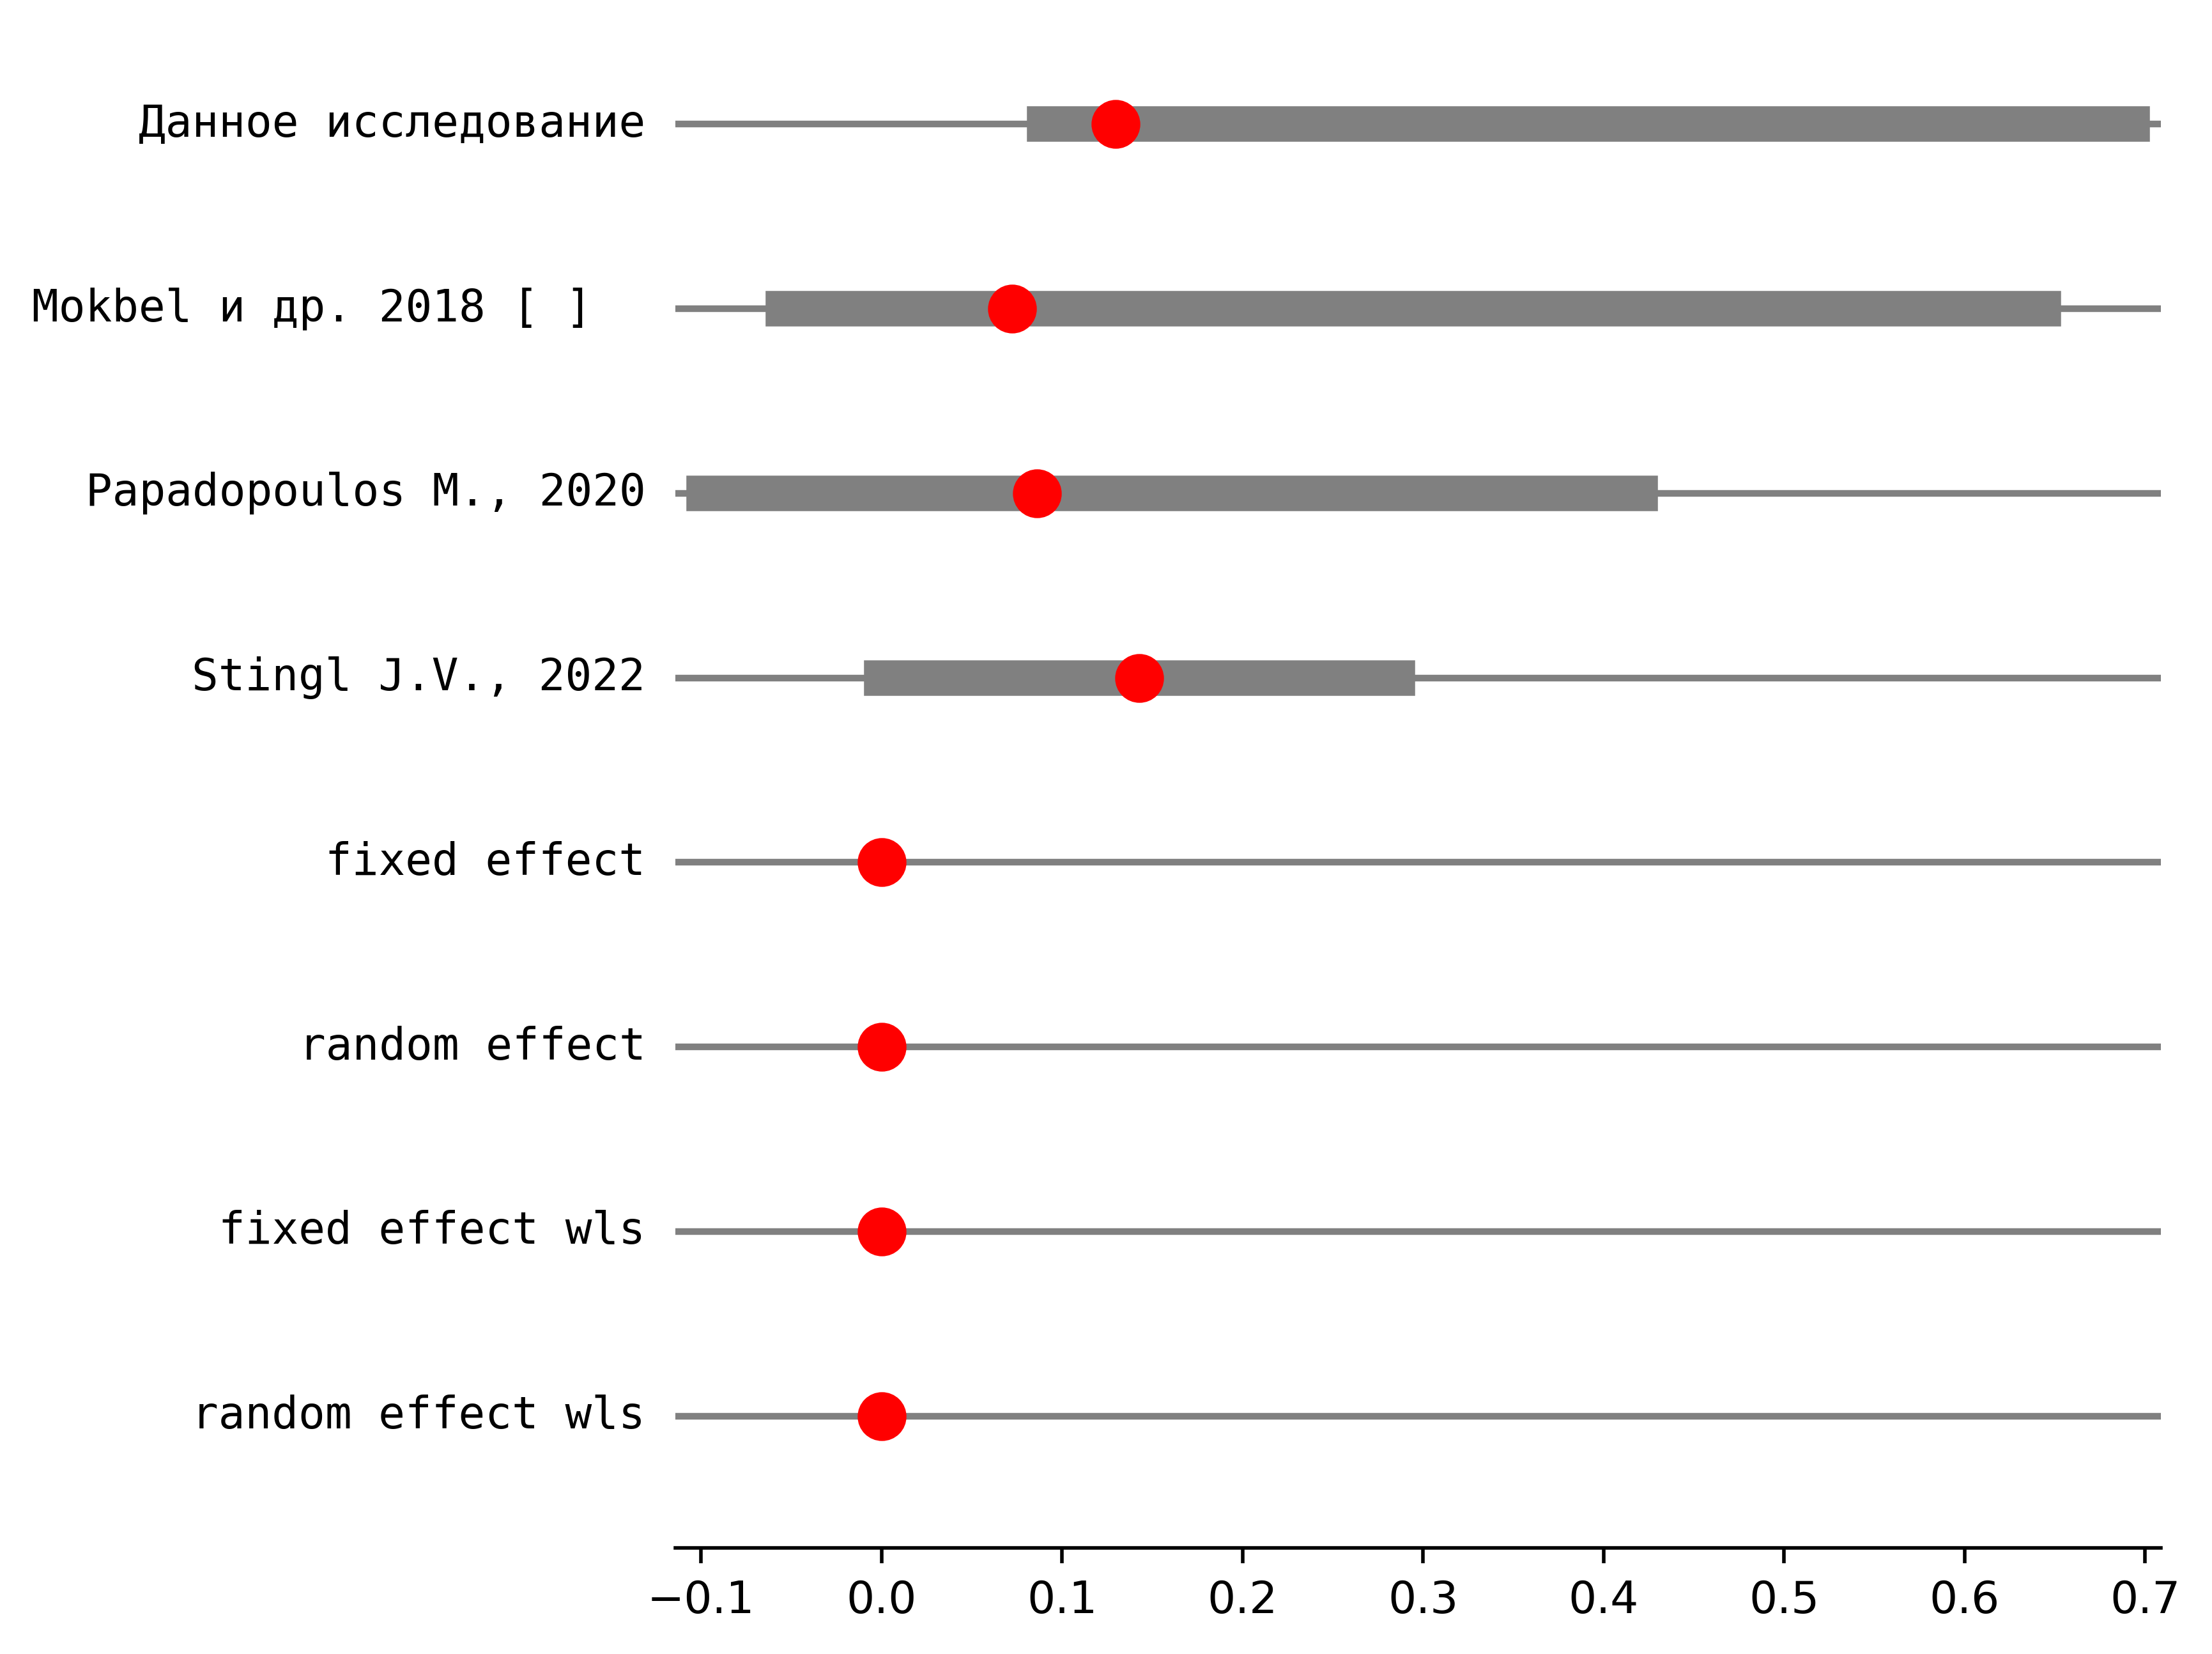 Данное исследование
Mokbel и др. 2018 [ ]
Papadopoulos M., 2020
Stingl J.V., 2022
fixed effect
random effect
fixed effect wls
random effect wls
−0.1 0.0 0.1 0.2 0.3 0.4 0.5 0.6 0.7